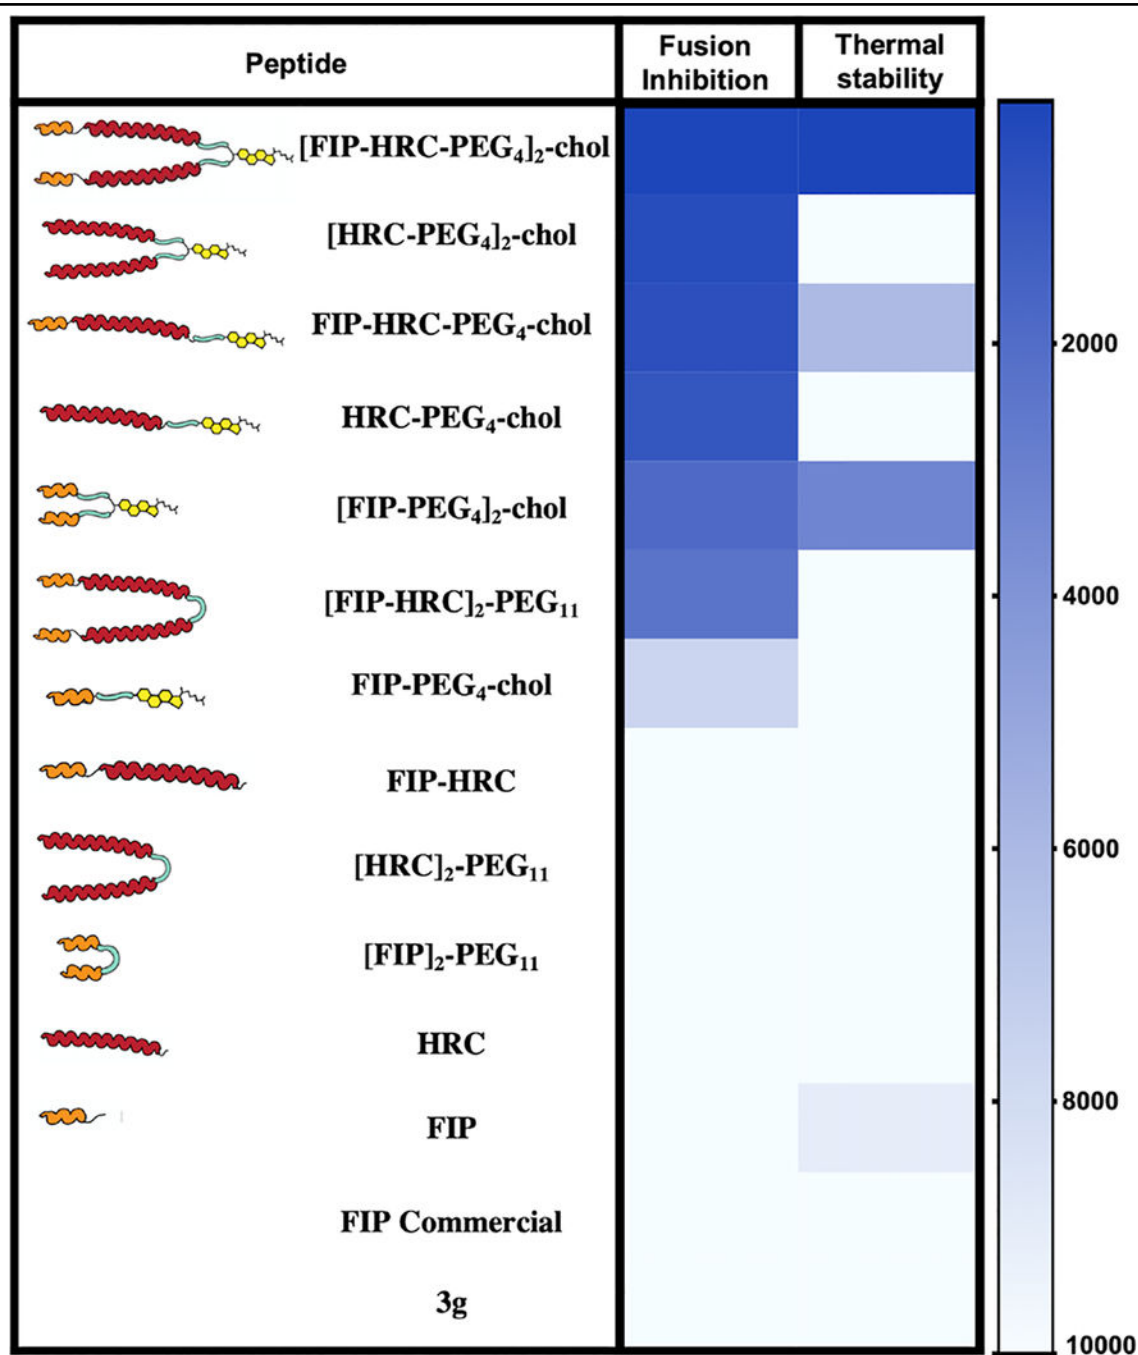 Peptide
Fusion
Inhibition
Thermal
stability
[FIP-HRC-PEG₄]₂-chol
[HRC-PEG₄]₂-chol
FIP-HRC-PEG₄-chol
HRC-PEG₄-chol
[FIP-PEG₄]₂-chol
[FIP-HRC]₂-PEG₁₁
FIP-PEG₄-chol
FIP-HRC
[HRC]₂-PEG₁₁
[FIP]₂-PEG₁₁
HRC
FIP
FIP Commercial
3g
2000
4000
6000
8000
10000